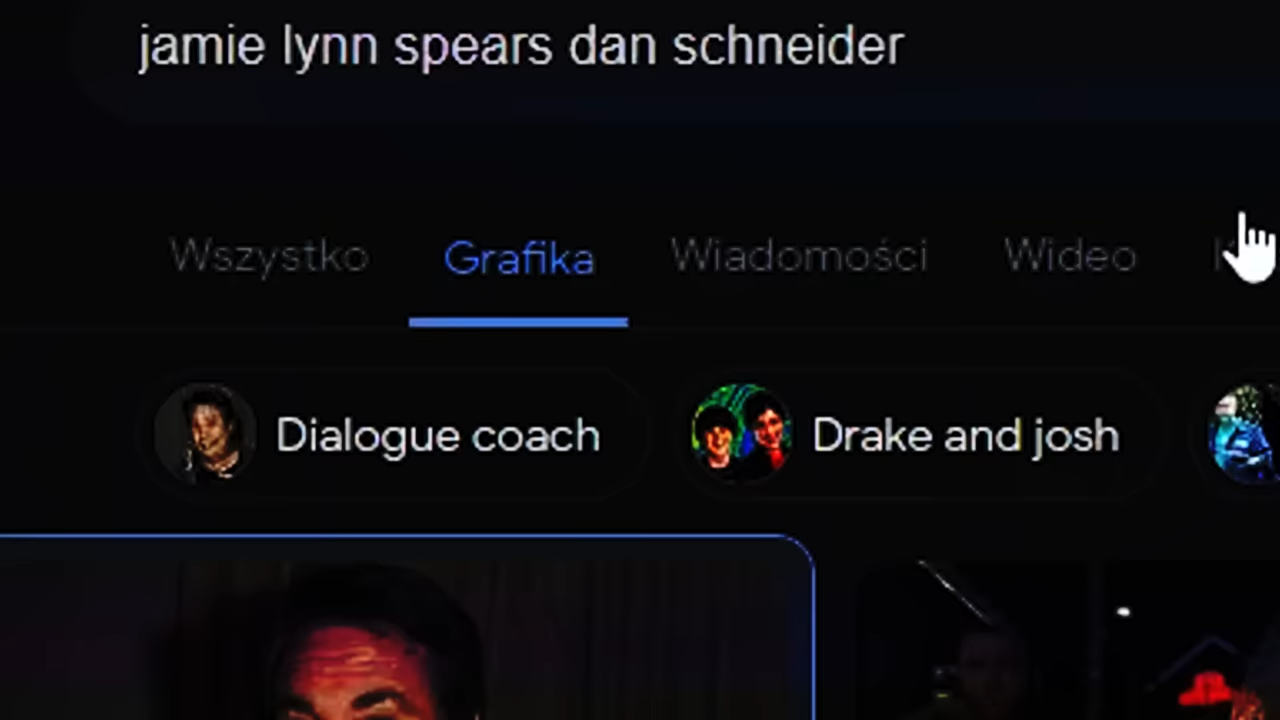 jamie lynn spears dan schneider
Wszystko Grafika Wiadomości Wideo
Dialogue coach Drake and josh